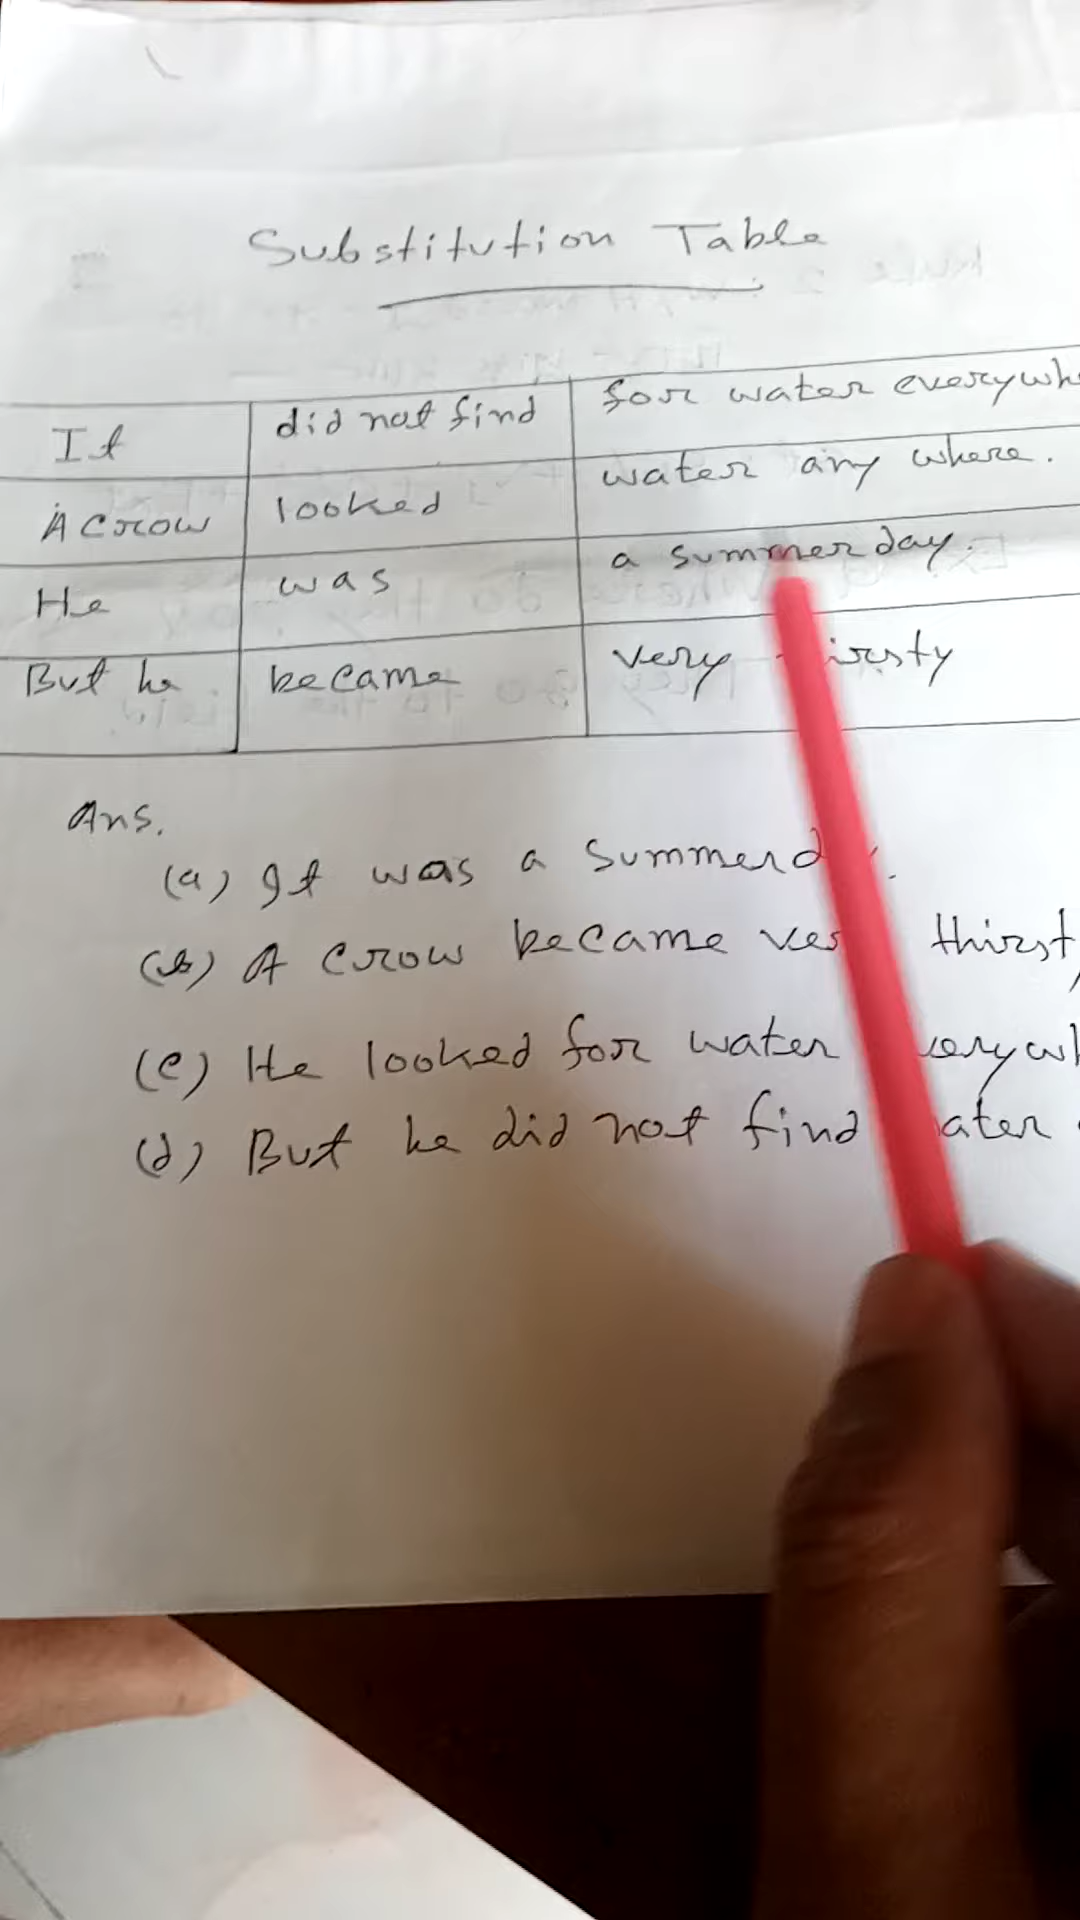 Substitution Table
It did not find for water everywh
A crow looked water any where.
He was a summer day.
But he became very
Ans.
(a) It was a Summerd
(b) A crow became thirst
(c) He looked for water
(d) But he did not find